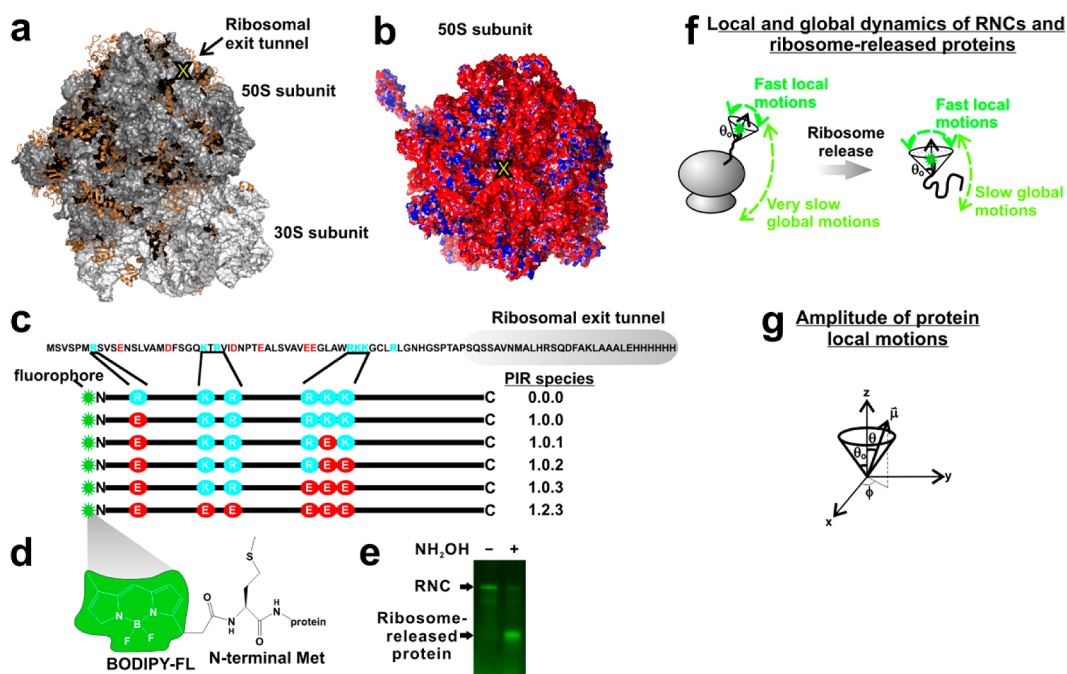 a
Ribosomal
exit tunnel
X
50S subunit
30S subunit
b
50S subunit
X
f Local and global dynamics of RNCs and
ribosome-released proteins
Fast local
motions
θo
Very slow
global motions
Ribosome
release
Fast local
motions
θo
Slow global
motions
c
Ribosomal exit tunnel
MSVSPMRSVSENSLVAMDFSGQKTRVIDNPTEALSVAVEEGLAWRKKGCLRLGNHGSPTAPSQSSAVNMALHRSQDFAKLAAALEHHHHHH
fluorophore
PIR species
N R K R R K K C 0.0.0
N E K R R K K C 1.0.0
N E K R R E K C 1.0.1
N E K R R E E C 1.0.2
N E K R E E E C 1.0.3
N E E E E E E C 1.2.3
d
S
O
N
H
H
N
protein
O
N N
B
F F
BODIPY-FL
N-terminal Met
e
NH2OH − +
RNC
Ribosome-
released
protein
g Amplitude of protein
local motions
z
μ⃗
θ
θo
y
ϕ
x